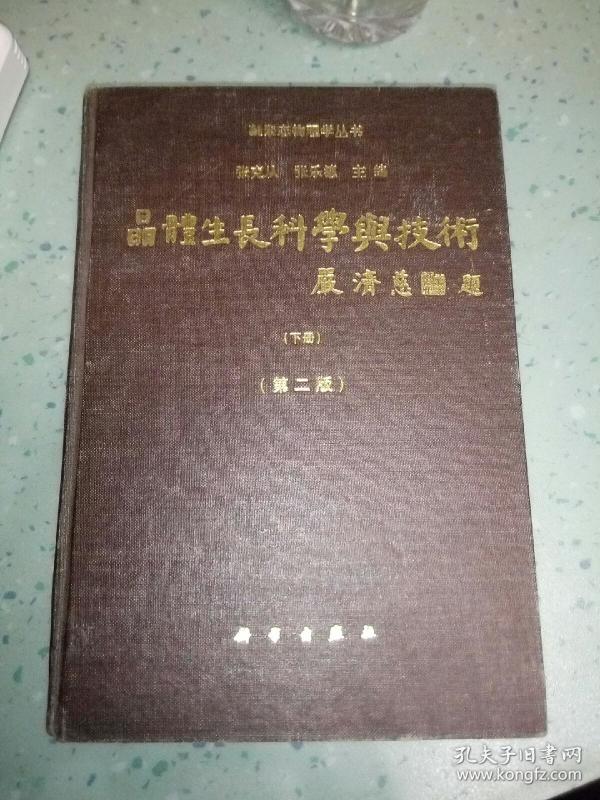 凝聚态物理学丛书
张克从 张乐潓 主编
晶體生長科學與技術
嚴濟慈 題
(下册)
(第二版)
科学出版社
孔夫子旧书网
www.kongfz.com